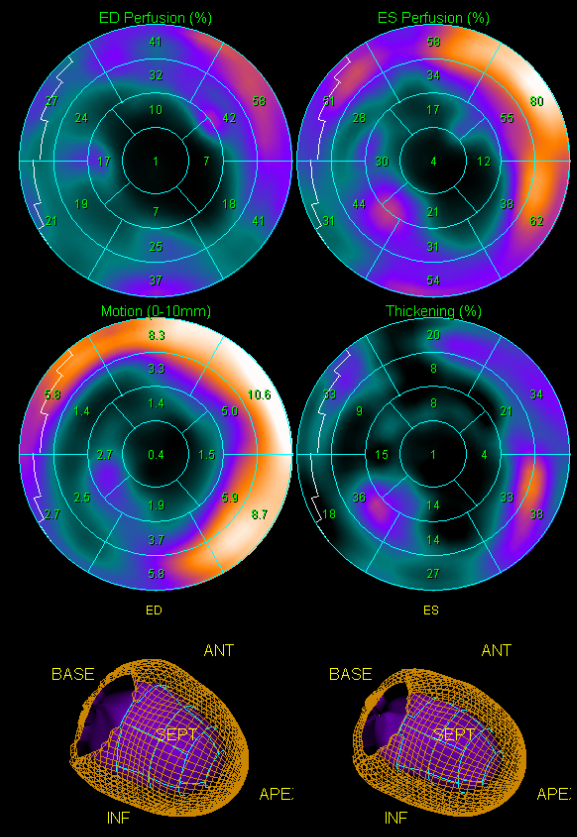 ED Perfusion (%) ES Perfusion (%)
41 58
32 34
27 24 10 42 58 51 28 17 55 80
17 1 7 30 4 12
21 19 7 18 41 31 44 21 38 62
25 31
37 54
Motion (0-10mm) Thickening (%)
8.3 20
3.3 8
5.8 1.4 1.4 5.0 10.6 33 9 8 21 34
2.7 0.4 1.5 15 1 4
2.7 2.5 1.9 5.9 8.7 18 36 14 33 38
3.7 14
5.8 27
ED ES
ANT ANT
BASE BASE
SEPT SEPT
APE APE
INF INF